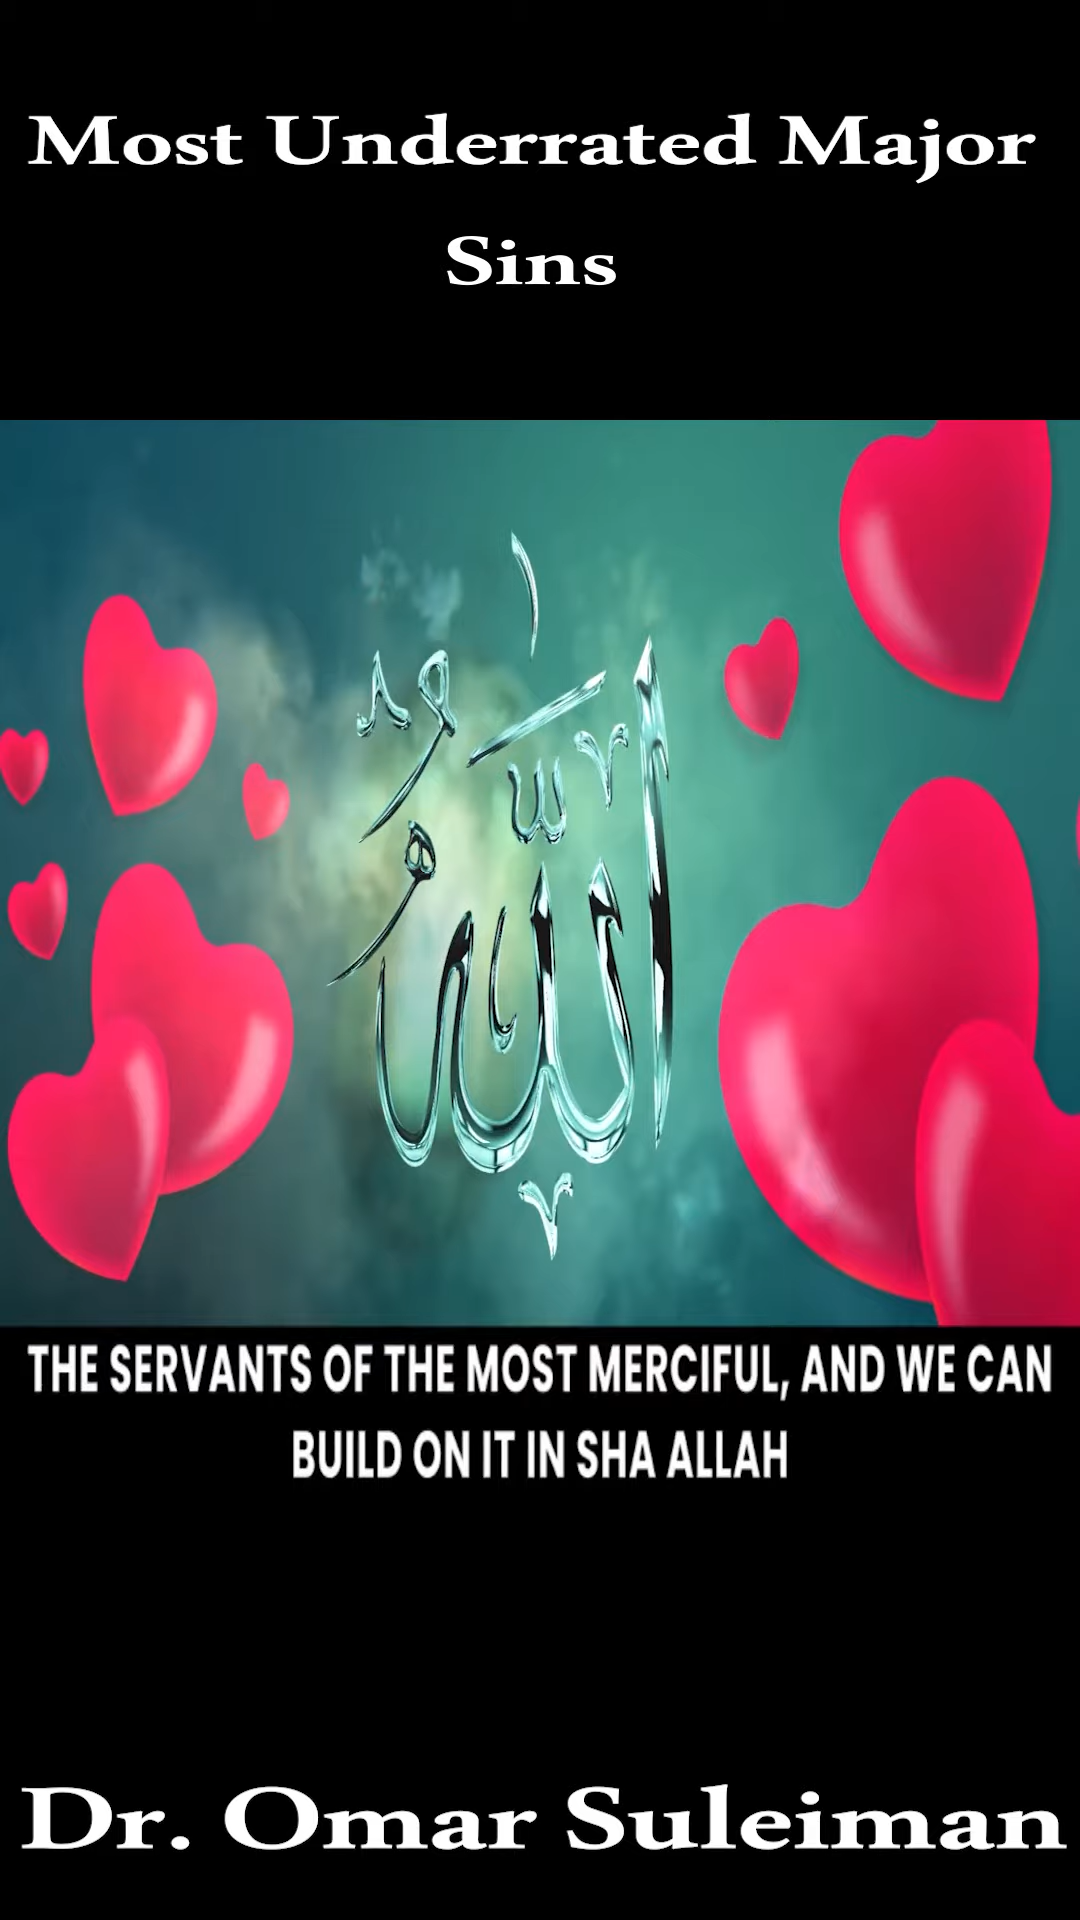 Most Underrated Major
Sins
اللّٰهُ
THE SERVANTS OF THE MOST MERCIFUL, AND WE CAN
BUILD ON IT IN SHA ALLAH
Dr. Omar Suleiman